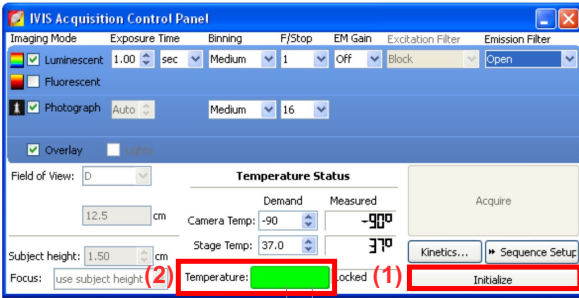 IVIS Acquisition Control Panel
Imaging Mode Exposure Time Binning F/Stop EM Gain Excitation Filter Emission Filter
Luminescent 1.00 sec Medium 1 Off Block Open
Fluorescent
Photograph Auto Medium 16
Overlay Lights
Field of View: D
12.5 cm
Subject height: 1.50 cm
Focus: use subject height
Temperature Status
Demand Measured
Camera Temp: -90 -90º
Stage Temp: 37.0 37º
(2) Temperature: Locked
Acquire
Kinetics... Sequence Setup
(1) Initialize